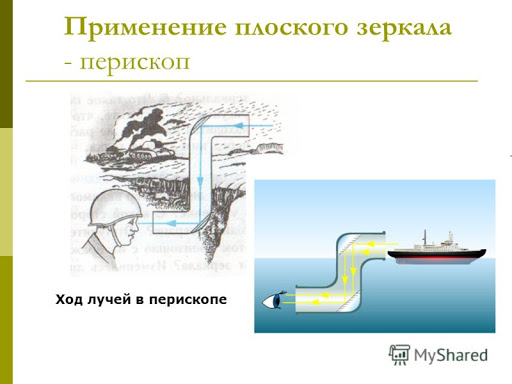 Применение плоского зеркала
- перископ
Ход лучей в перископе
MyShared